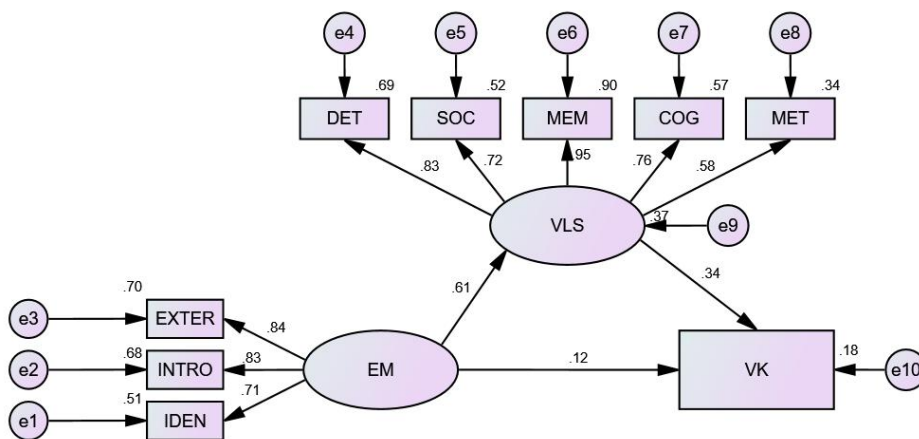 e4 e5 e6 e7 e8
.69 .52 .90 .57 .34
DET SOC MEM COG MET
.83 .72 .95 .76 .58
VLS .37 e9
.61 .34
.70
e3 EXTER .84
e2 .68 INTRO .83 EM .12 VK .18 e10
.71
e1 .51 IDEN